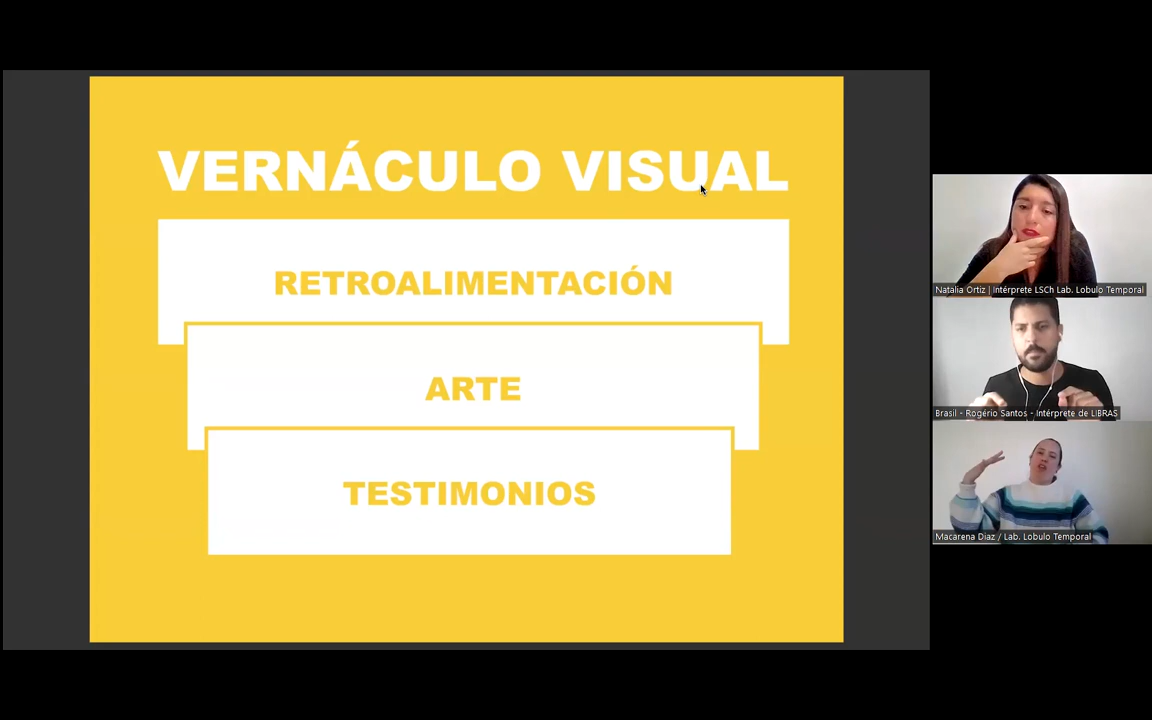 VERNÁCULO VISUAL
RETROALIMENTACIÓN
ARTE
TESTIMONIOS
Natalia Ortiz | Intérprete LSCh Lab. Lobulo Temporal
Brasil - Rogério Santos - Intérprete de LIBRAS
Macarena Diaz / Lab. Lobulo Temporal